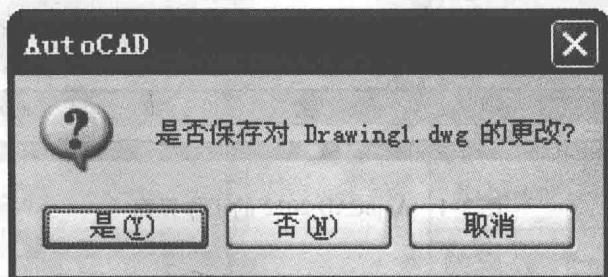 AutoCAD
是否保存对 Drawing1.dwg 的更改?
是(Y)
否(N)
取消